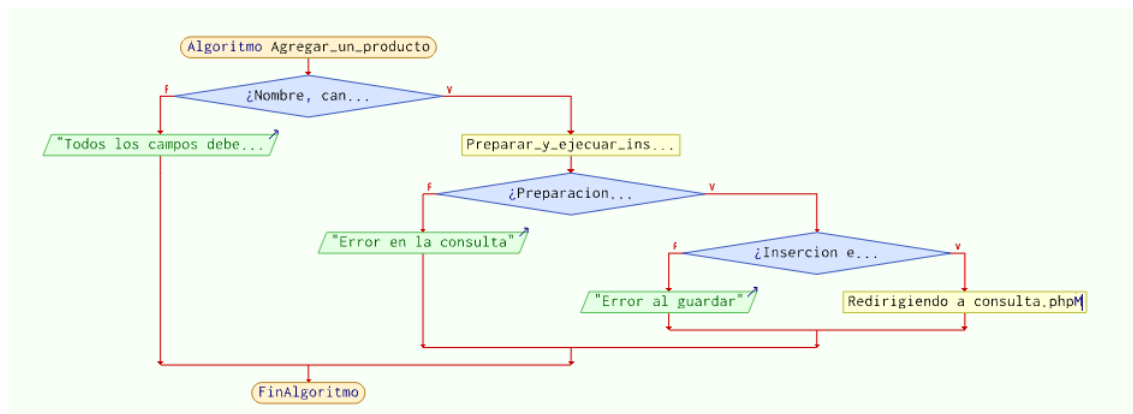 Algoritmo Agregar_un_producto
F
V
¿Nombre, can...
"Todos los campos debe...
Preparar_y_ejecuar_ins...
F
V
¿Preparacion...
"Error en la consulta"
F
V
¿Insercion e...
"Error al guardar"
Redirigiendo a consulta.phpM
FinAlgoritmo